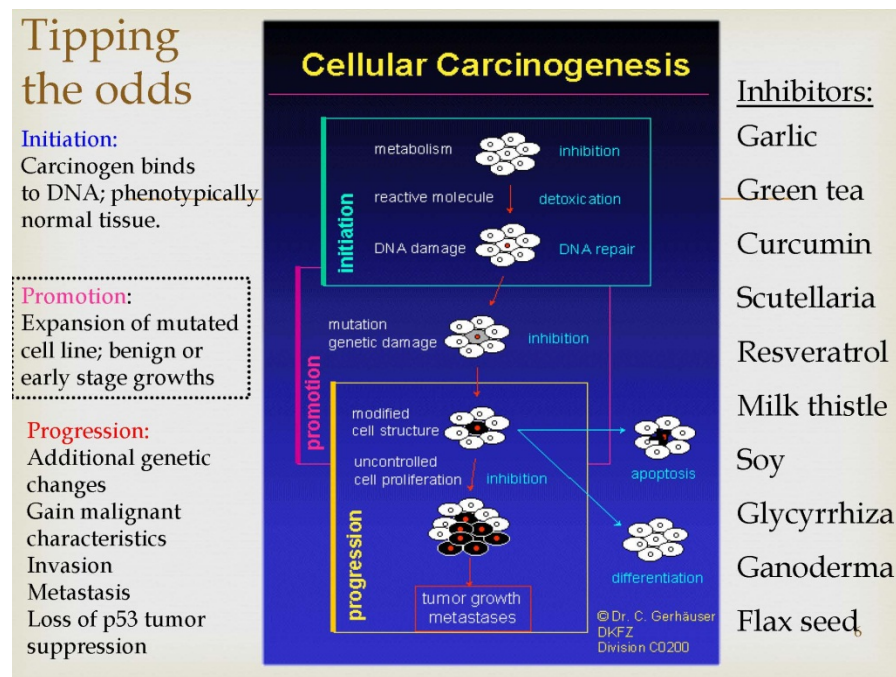 Tipping
the odds
Initiation:
Carcinogen binds
to DNA; phenotypically
normal tissue.
Promotion:
Expansion of mutated
cell line; benign or
early stage growths
Progression:
Additional genetic
changes
Gain malignant
characteristics
Invasion
Metastasis
Loss of p53 tumor
suppression
Cellular Carcinogenesis
initiation
metabolism
inhibition
reactive molecule
detoxication
DNA damage
DNA repair
promotion
mutation
genetic damage
inhibition
progression
modified
cell structure
uncontrolled
cell proliferation
inhibition
apoptosis
differentiation
tumor growth
metastases
© Dr. C. Gerhäuser
DKFZ
Division C0200
Inhibitors:
Garlic
Green tea
Curcumin
Scutellaria
Resveratrol
Milk thistle
Soy
Glycyrrhiza
Ganoderma
Flax seed
6